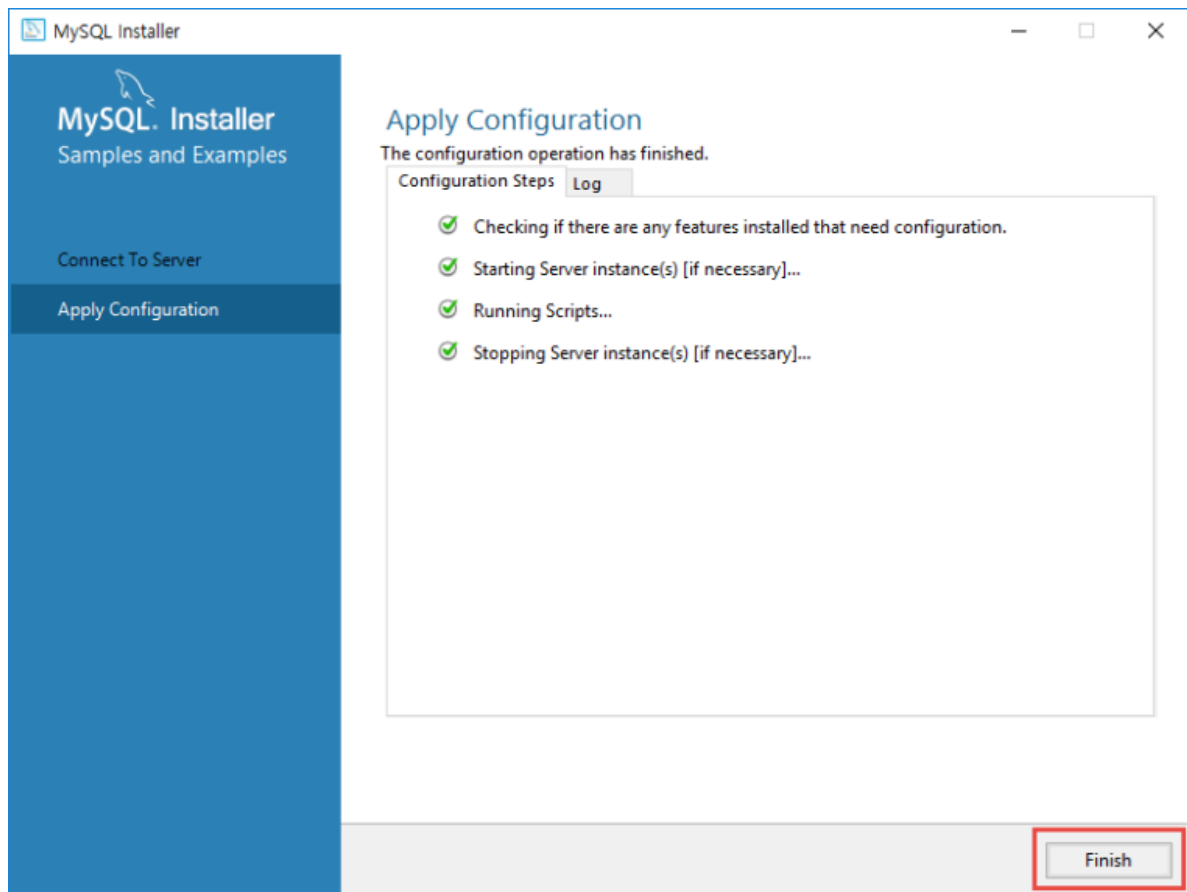 MySQL Installer
MySQL. Installer
Samples and Examples
Connect To Server
Apply Configuration
Apply Configuration
The configuration operation has finished.
Configuration Steps
Log
Checking if there are any features installed that need configuration.
Starting Server instance(s) [if necessary]...
Running Scripts...
Stopping Server instance(s) [if necessary]...
Finish